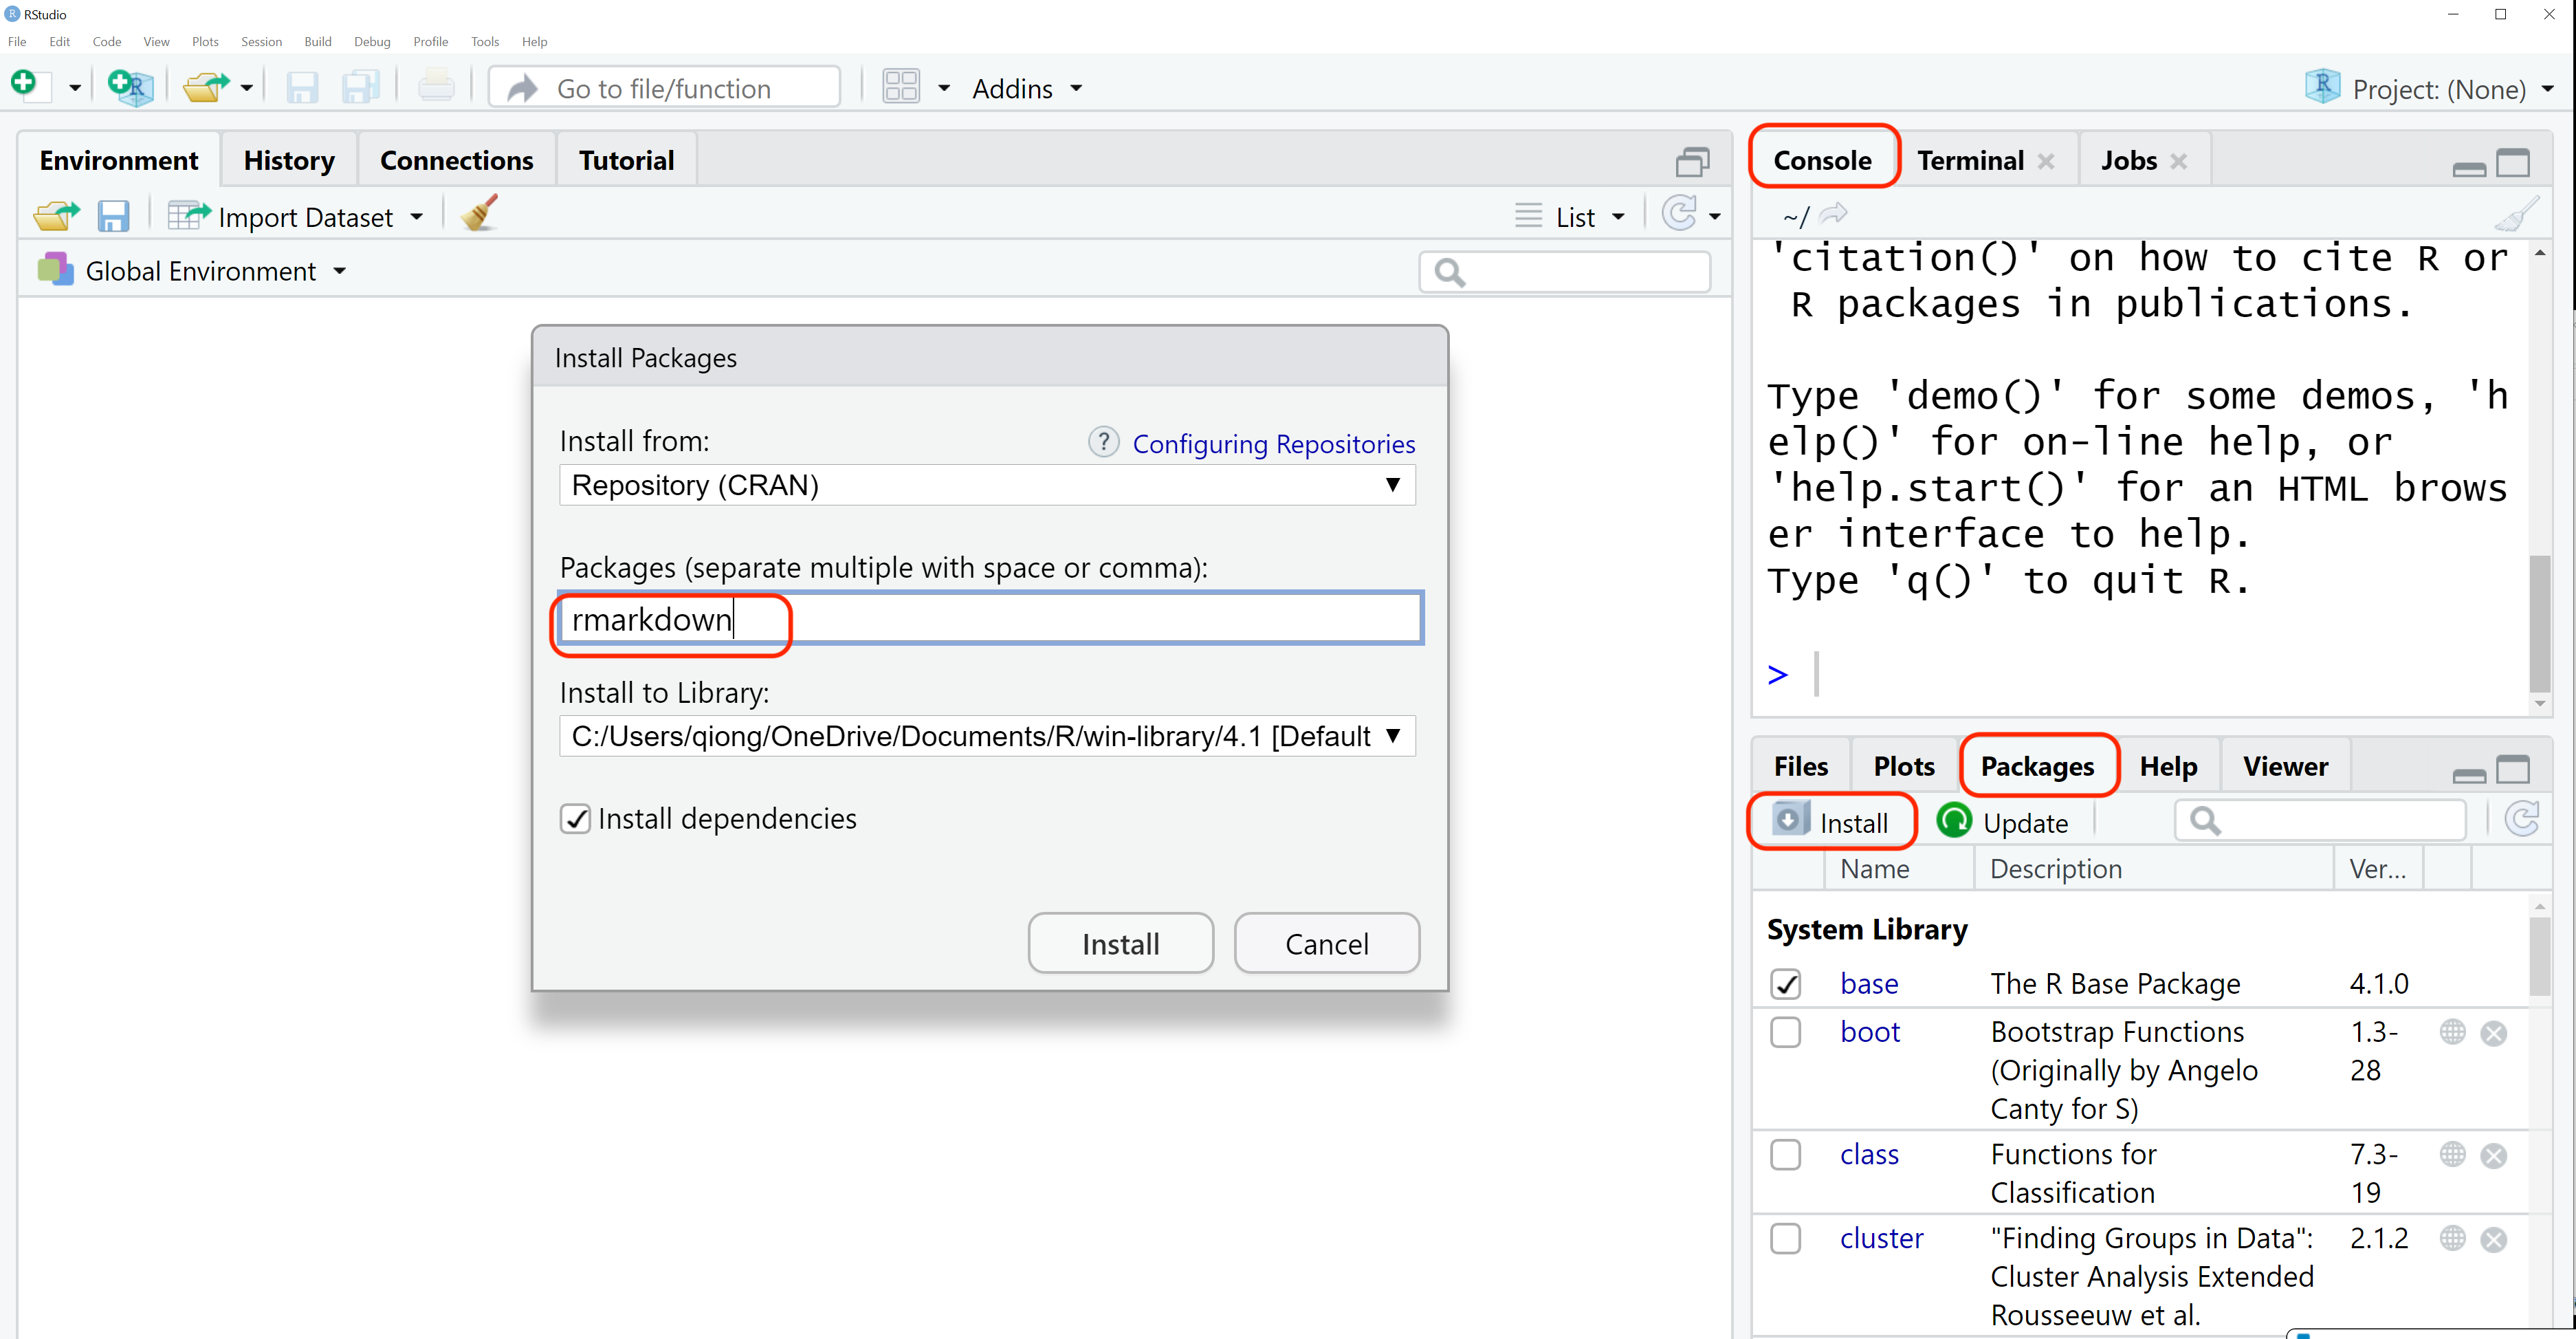 RStudio
File Edit Code View Plots Session Build Debug Profile Tools Help
Go to file/function
Addins
Project: (None)
Environment History Connections Tutorial
Import Dataset
List
Global Environment
Install Packages
Install from:
Configuring Repositories
Repository (CRAN)
Packages (separate multiple with space or comma):
rmarkdown
Install to Library:
C:/Users/qiong/OneDrive/Documents/R/win-library/4.1 [Default
Install dependencies
Install
Cancel
Console Terminal Jobs
~/
'citation()' on how to cite R or
R packages in publications.
Type 'demo()' for some demos, 'h
elp()' for on-line help, or
'help.start()' for an HTML brows
er interface to help.
Type 'q()' to quit R.
>
Files Plots Packages Help Viewer
Install Update
Name Description Ver...
System Library
base The R Base Package 4.1.0
boot Bootstrap Functions 1.3-
(Originally by Angelo 28
Canty for S)
class Functions for 7.3-
Classification 19
cluster "Finding Groups in Data": 2.1.2
Cluster Analysis Extended
Rousseeuw et al.